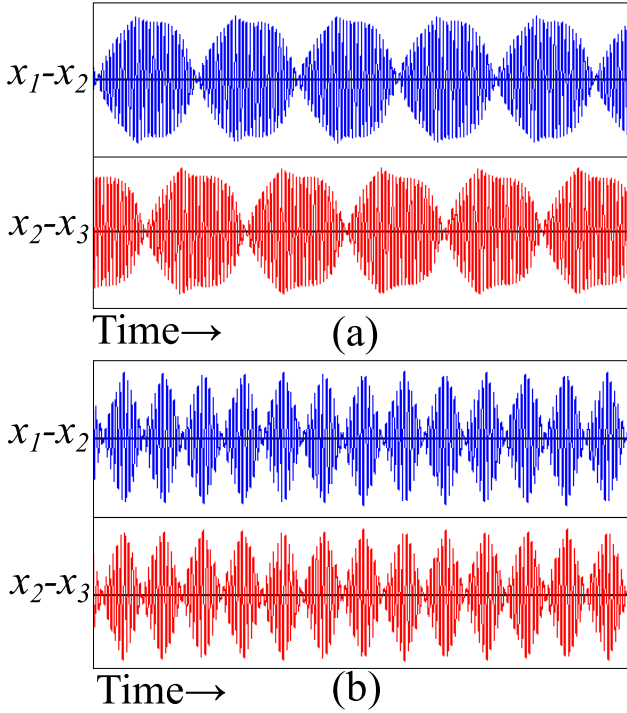 x₁-x₂
x₂-x₃
Time→ (a)
x₁-x₂
x₂-x₃
Time→ (b)